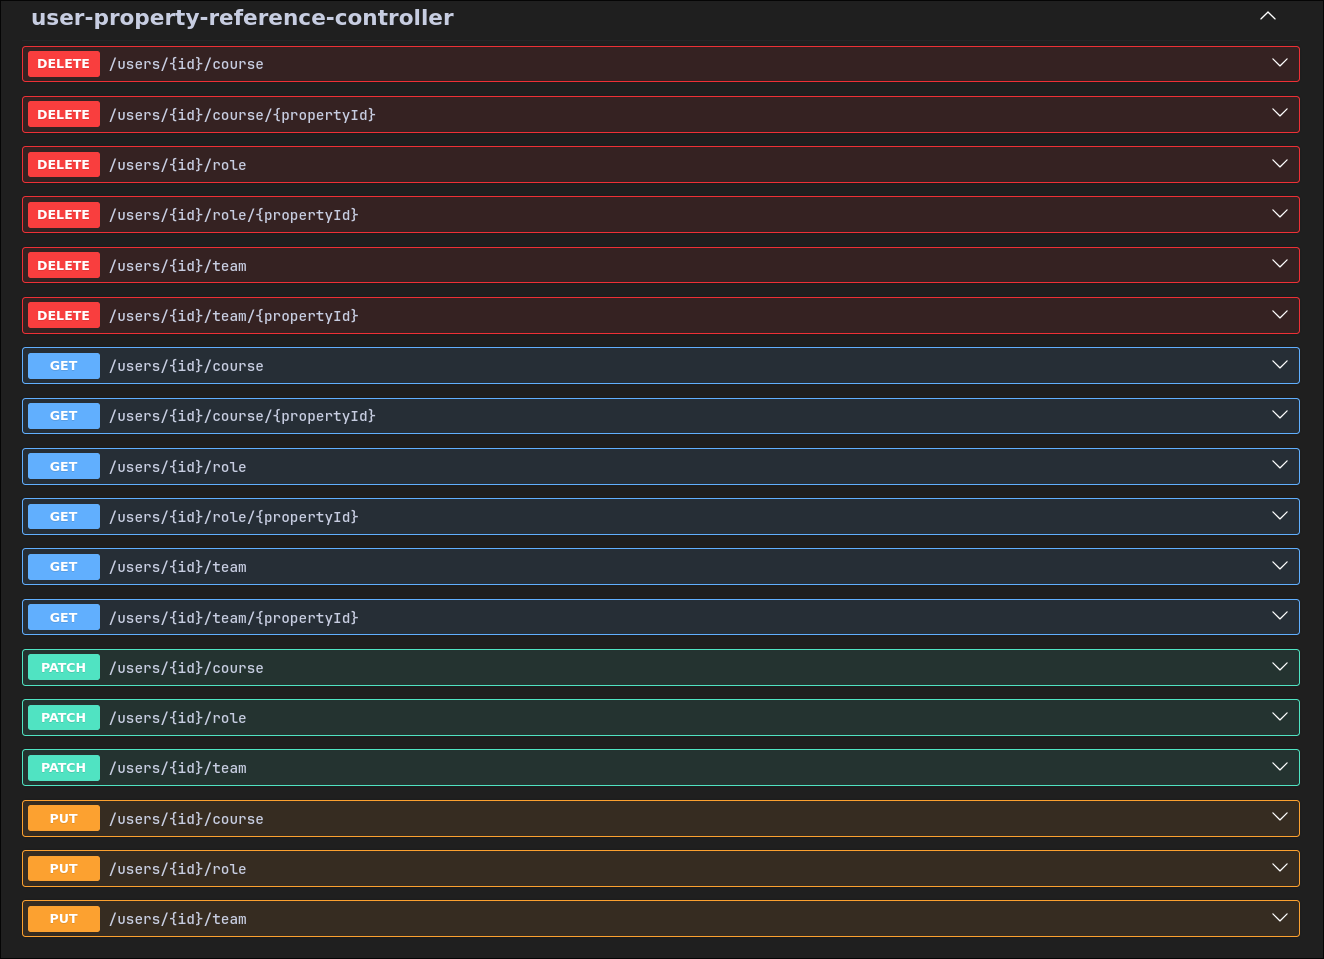 user-property-reference-controller
DELETE /users/{id}/course
DELETE /users/{id}/course/{propertyId}
DELETE /users/{id}/role
DELETE /users/{id}/role/{propertyId}
DELETE /users/{id}/team
DELETE /users/{id}/team/{propertyId}
GET /users/{id}/course
GET /users/{id}/course/{propertyId}
GET /users/{id}/role
GET /users/{id}/role/{propertyId}
GET /users/{id}/team
GET /users/{id}/team/{propertyId}
PATCH /users/{id}/course
PATCH /users/{id}/role
PATCH /users/{id}/team
PUT /users/{id}/course
PUT /users/{id}/role
PUT /users/{id}/team